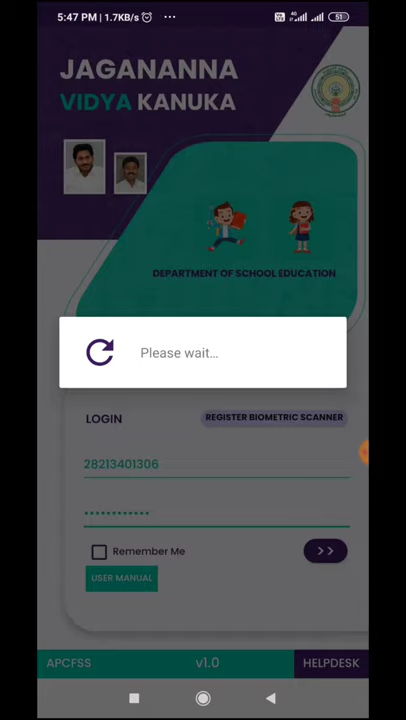 5:47 PM | 1.7KB/s
51
JAGANANNA
VIDYA KANUKA
DEPARTMENT OF SCHOOL EDUCATION
Please wait...
LOGIN
REGISTER BIOMETRIC SCANNER
28213401306
Remember Me
>>
USER MANUAL
APCFSS
v1.0
HELPDESK